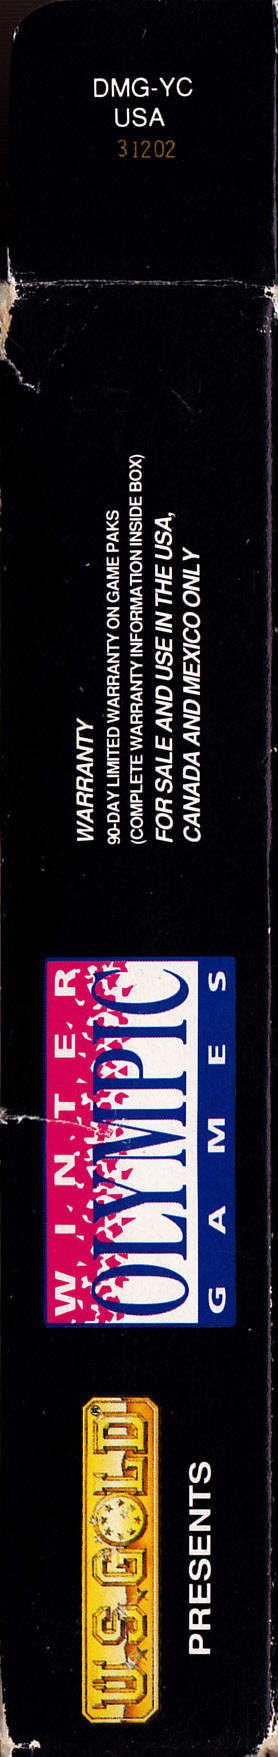 DMG-YC
USA
31202
WARRANTY
90-DAY LIMITED WARRANTY ON GAME PAKS
(COMPLETE WARRANTY INFORMATION INSIDE BOX)
FOR SALE AND USE IN THE USA,
CANADA AND MEXICO ONLY
WINTER
OLYMPIC
GAMES
U.S. GOLD®
PRESENTS